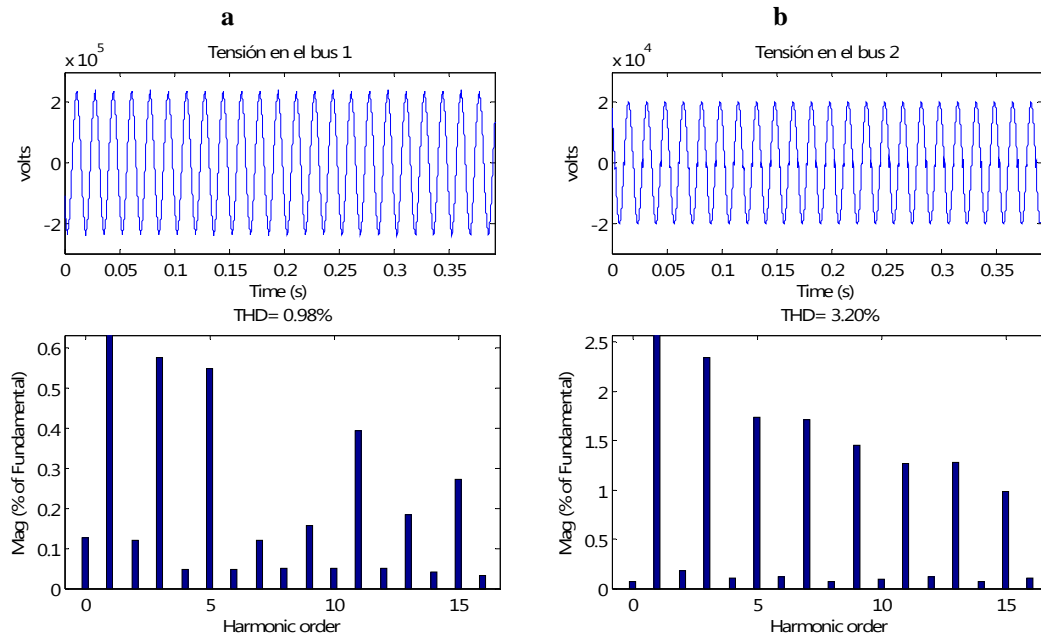 a
Tensión en el bus 1
x 10⁵
2
0
-2
volts
0 0.05 0.1 0.15 0.2 0.25 0.3 0.35
Time (s)
THD= 0.98%
0.6
0.5
0.4
0.3
0.2
0.1
0
Mag (% of Fundamental)
0 5 10 15
Harmonic order
b
Tensión en el bus 2
x 10⁴
2
0
-2
volts
0 0.05 0.1 0.15 0.2 0.25 0.3 0.35
Time (s)
THD= 3.20%
2.5
2
1.5
1
0.5
0
Mag (% of Fundamental)
0 5 10 15
Harmonic order